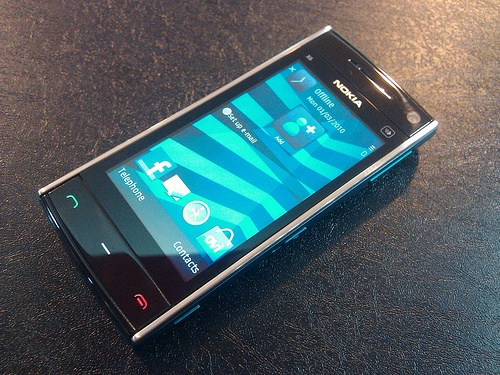 NOKIA
Offline
Mon 01/03/2010
Add
Set up e-mail
f
ovi
Telephone
Contacts